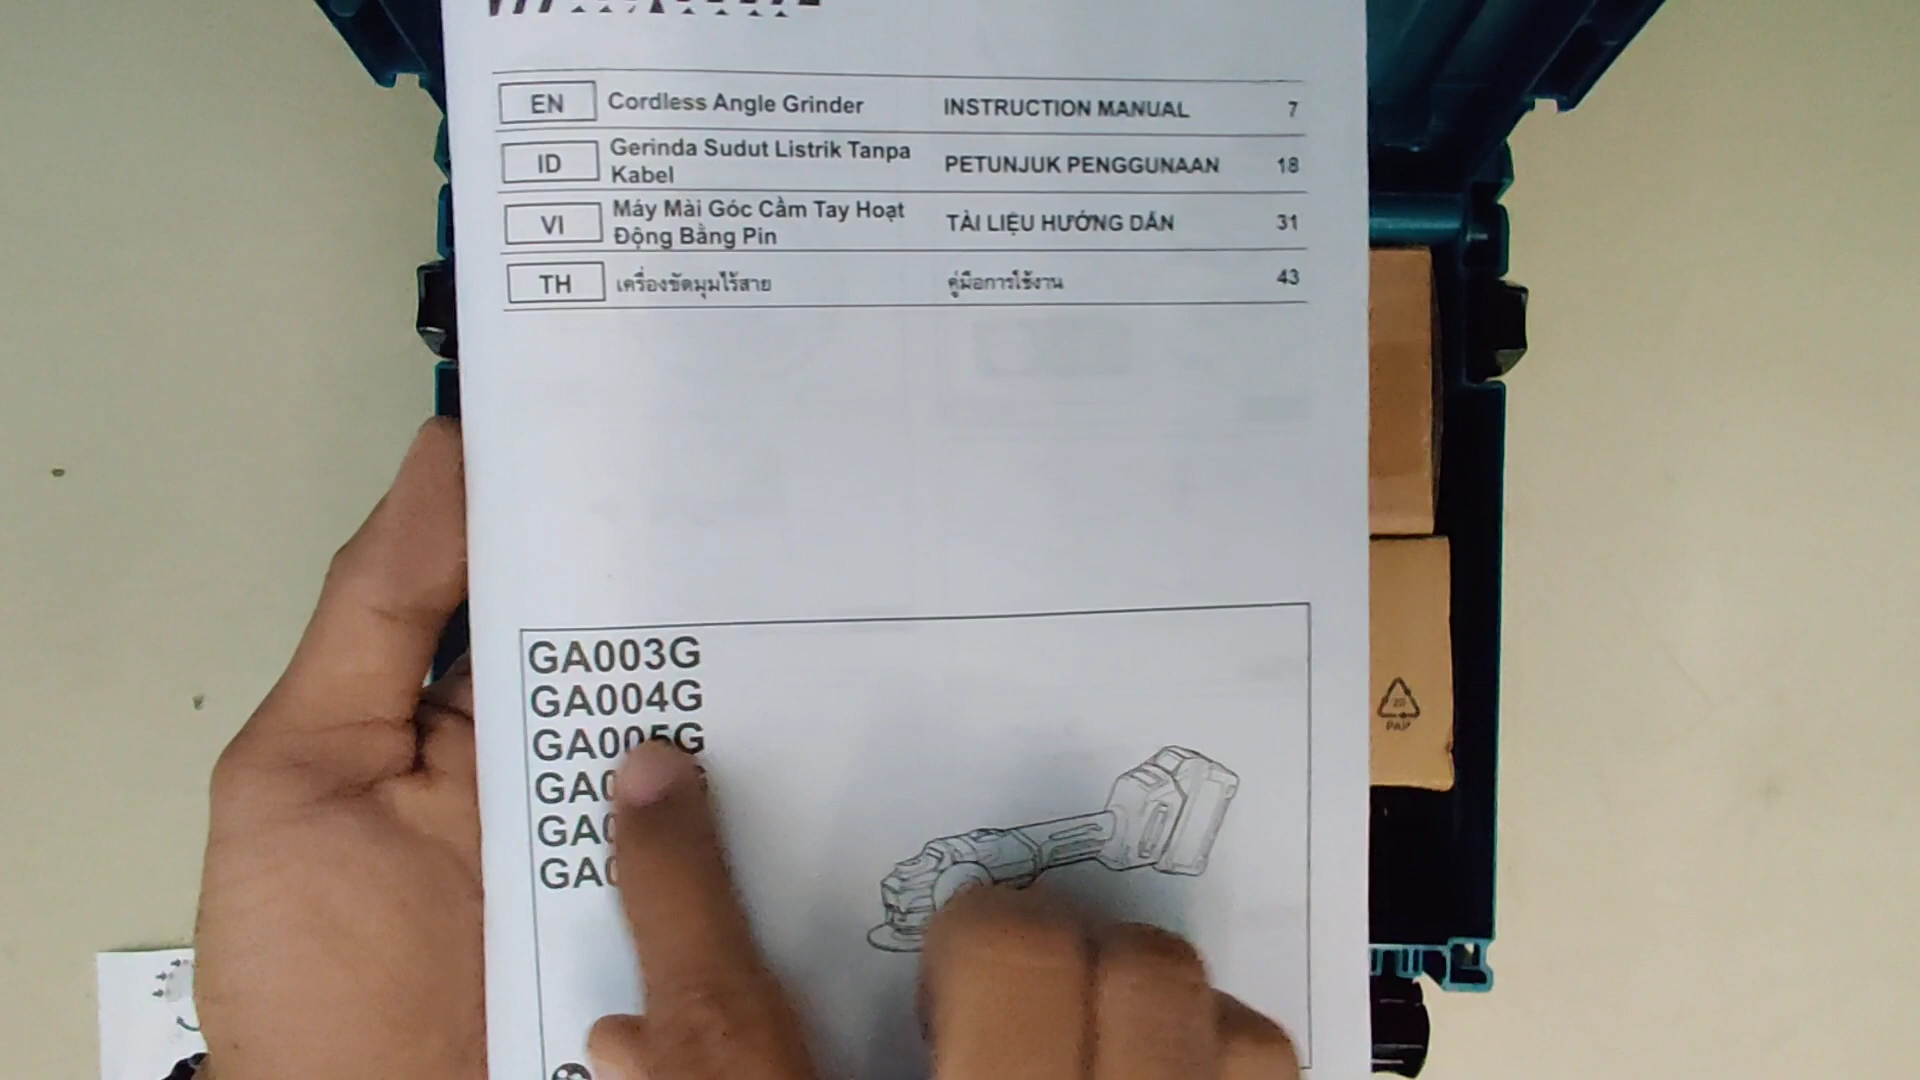 EN Cordless Angle Grinder INSTRUCTION MANUAL 7
ID Gerinda Sudut Listrik Tanpa Kabel PETUNJUK PENGGUNAAN 18
VI Máy Mài Góc Cầm Tay Hoạt Động Bằng Pin TÀI LIỆU HƯỚNG DẪN 31
TH เครื่องขัดมุมไร้สาย คู่มือการใช้งาน 43
GA003G
GA004G
GA005G
20
PAP